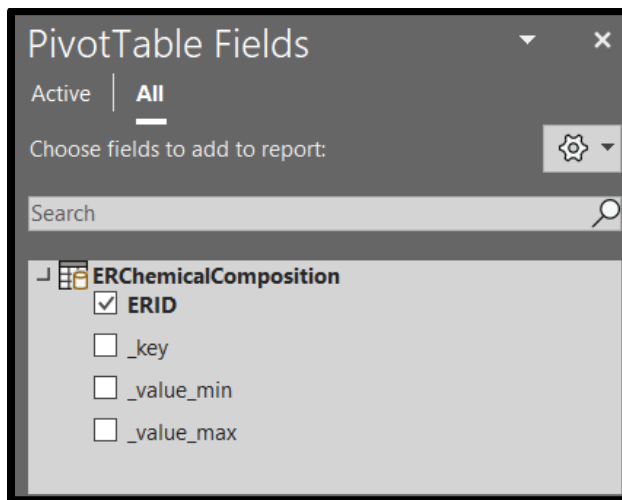 PivotTable Fields
Active All
Choose fields to add to report:
Search
ERChemicalComposition
ERID
_key
_value_min
_value_max